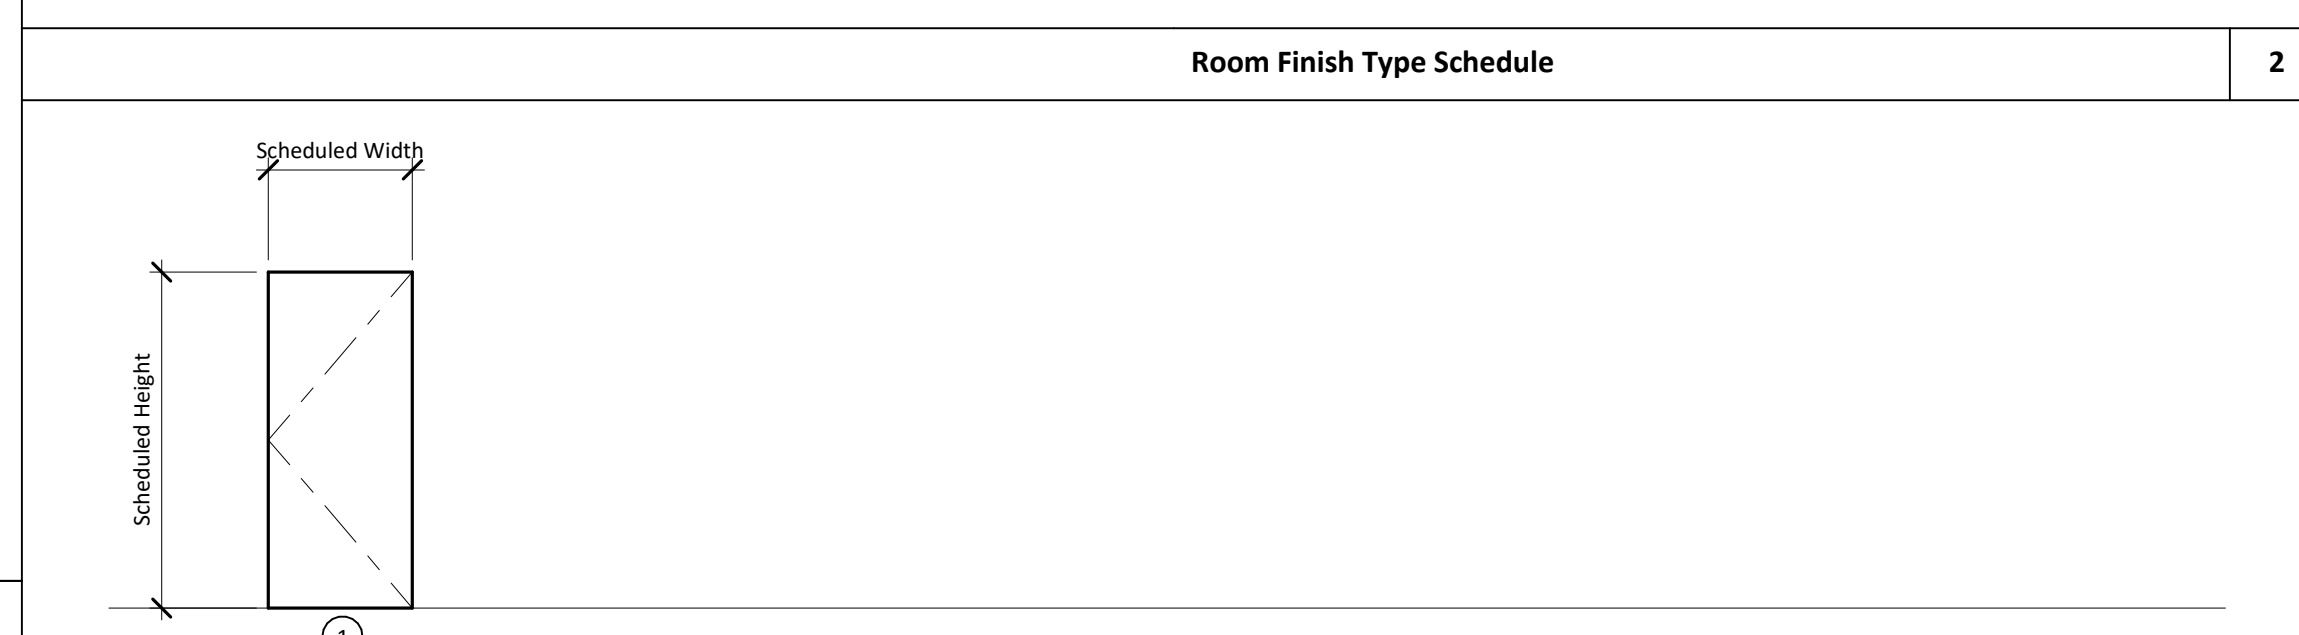 Room Finish Type Schedule
2
Scheduled Width
Scheduled Height
1